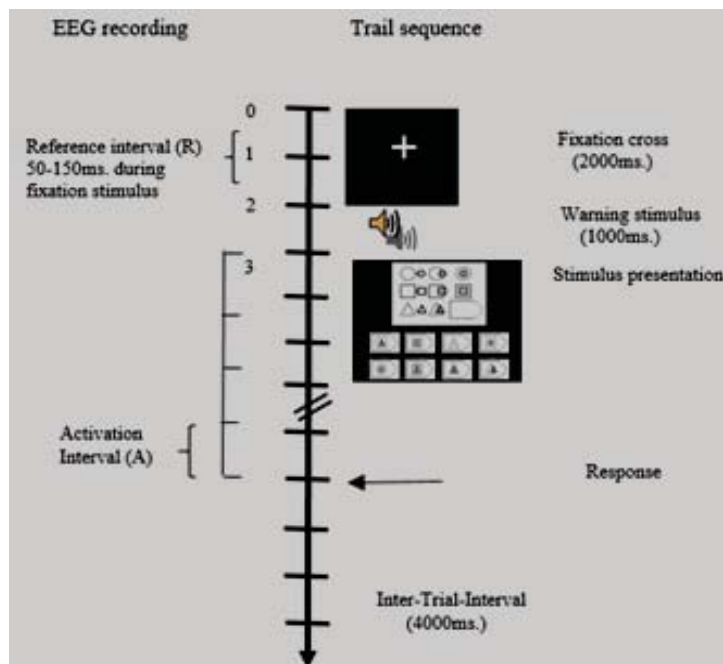 EEG recording
Trail sequence
0
Reference interval (R)
50-150ms. during
fixation stimulus
1
Fixation cross
(2000ms.)
2
Warning stimulus
(1000ms.)
3
Stimulus presentation
Activation
Interval (A)
Response
Inter-Trial-Interval
(4000ms.)